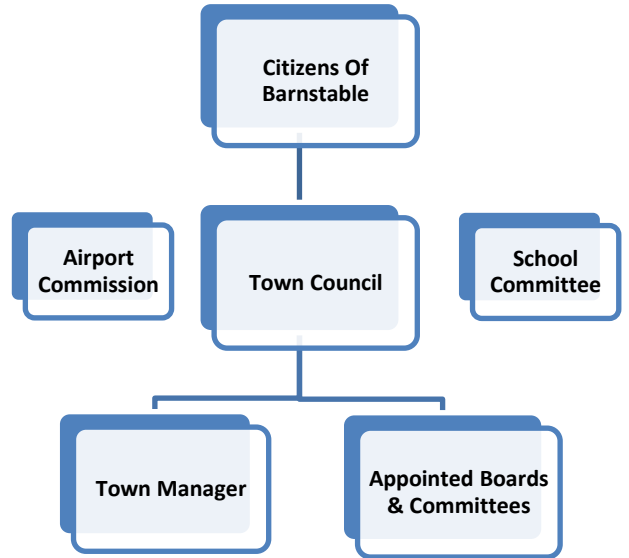 Citizens Of
Barnstable
Airport
Commission
Town Council
School
Committee
Town Manager
Appointed Boards
& Committees